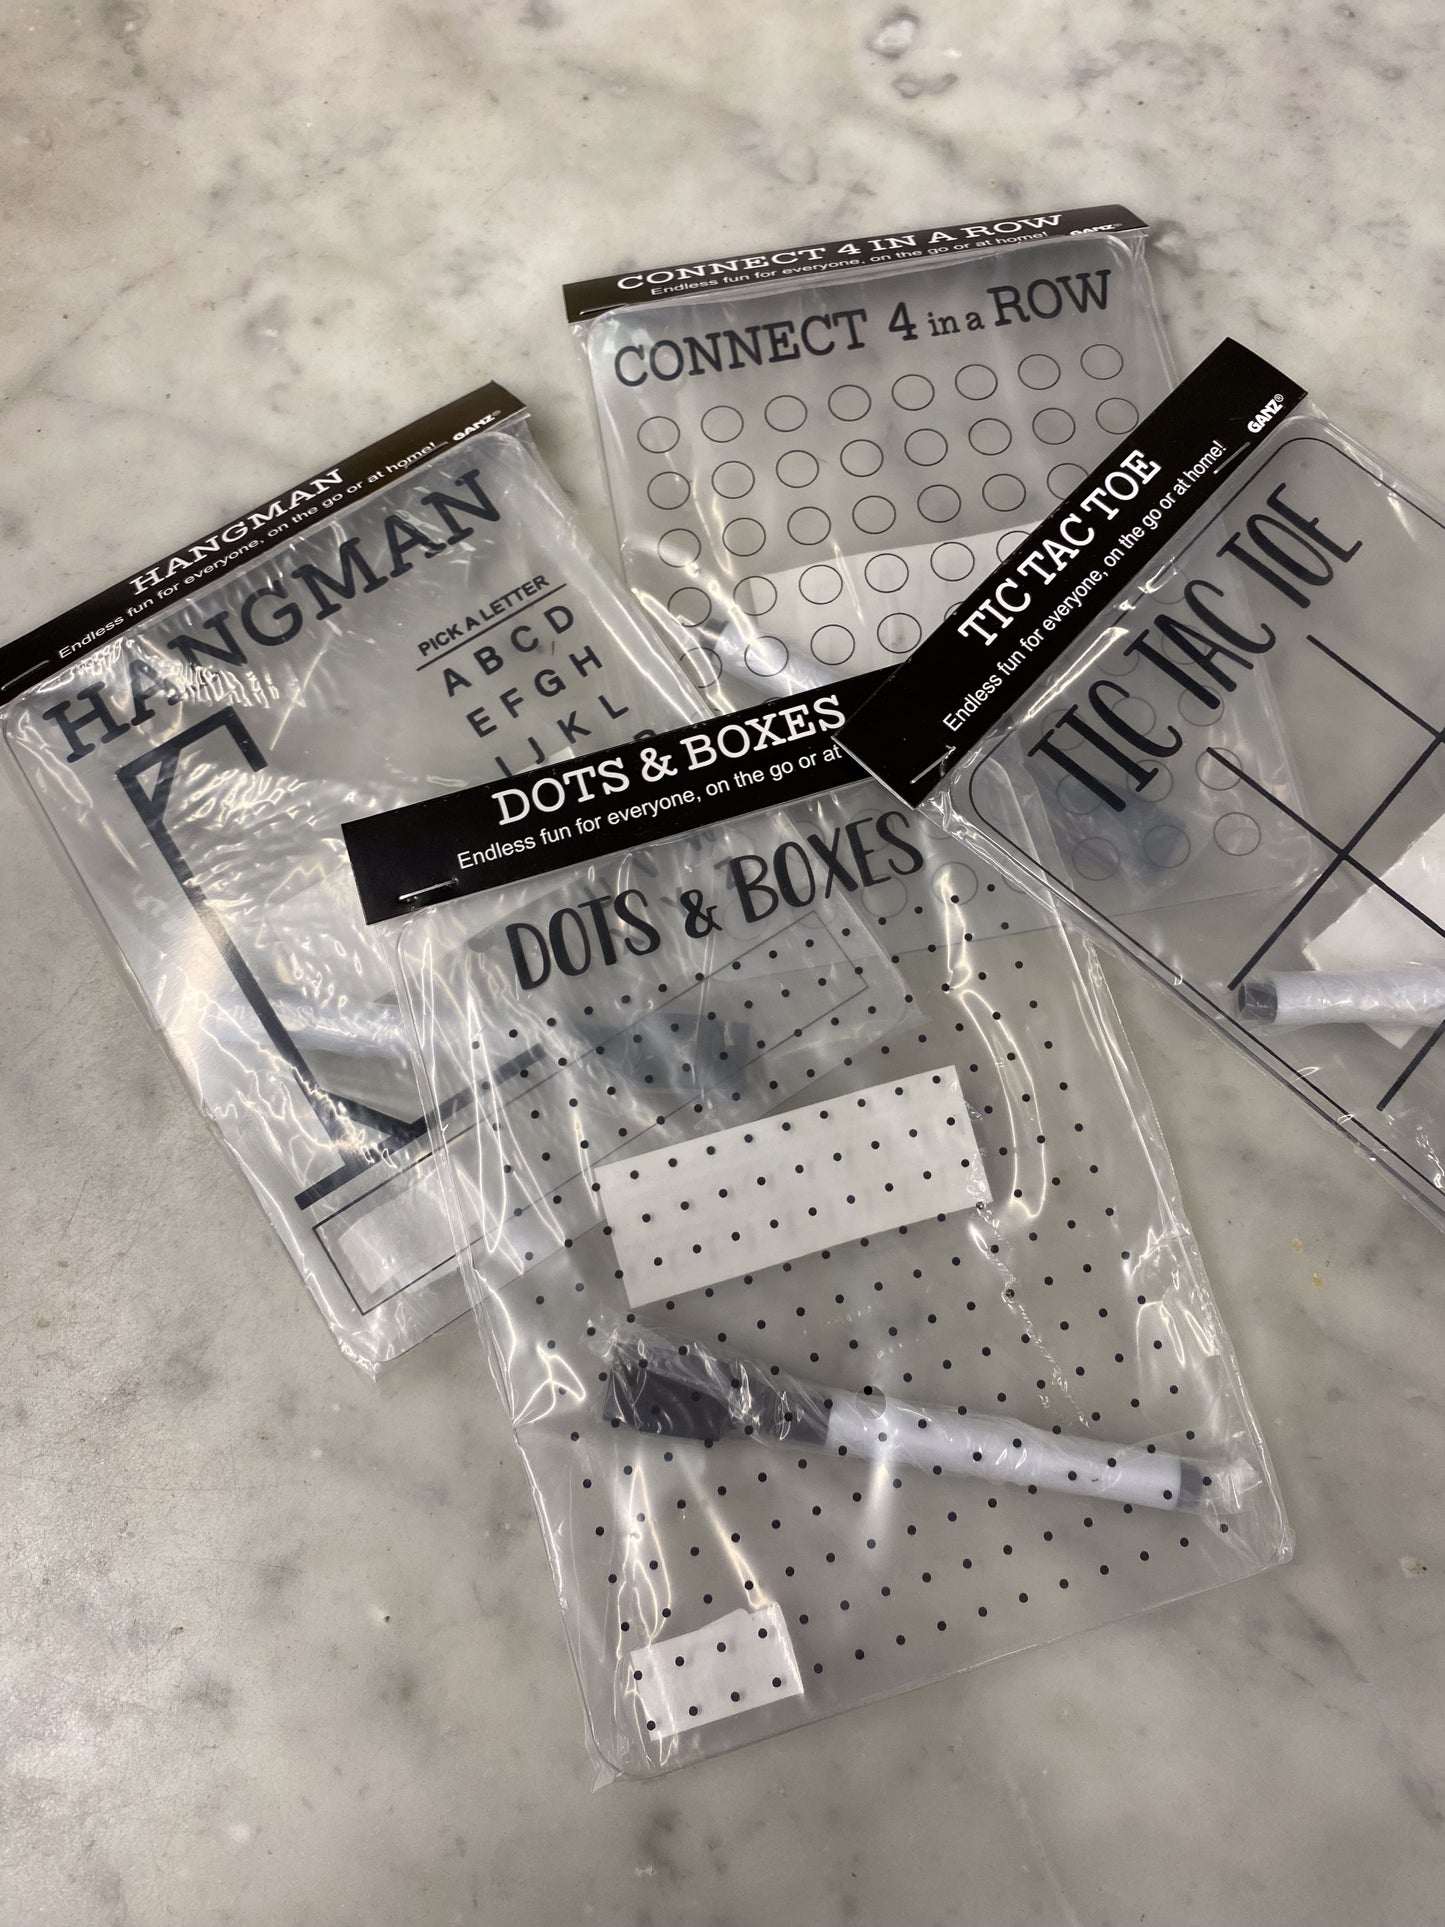 CONNECT 4 IN A ROW
Endless fun for everyone, on the go or at home!
GANZ®
CONNECT 4 in a ROW
HANGMAN
Endless fun for everyone, on the go or at home!
GANZ®
HANGMAN
PICK A LETTER
A B C D
E F G H
I J K L
TIC TAC TOE
Endless fun for everyone, on the go or at home!
GANZ®
TIC TAC TOE
DOTS & BOXES
Endless fun for everyone, on the go or at
DOTS & BOXES